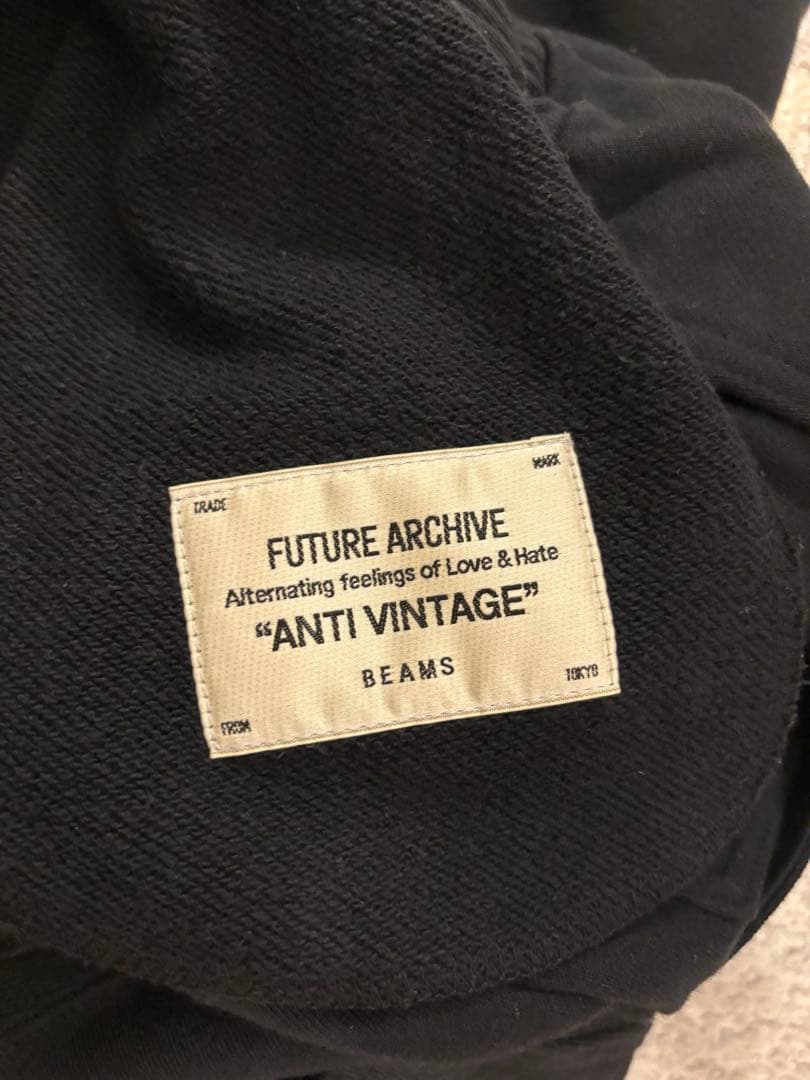 TRADE MARK
FUTURE ARCHIVE
Alternating feelings of Love & Hate
“ANTI VINTAGE”
BEAMS
FROM TOKYO